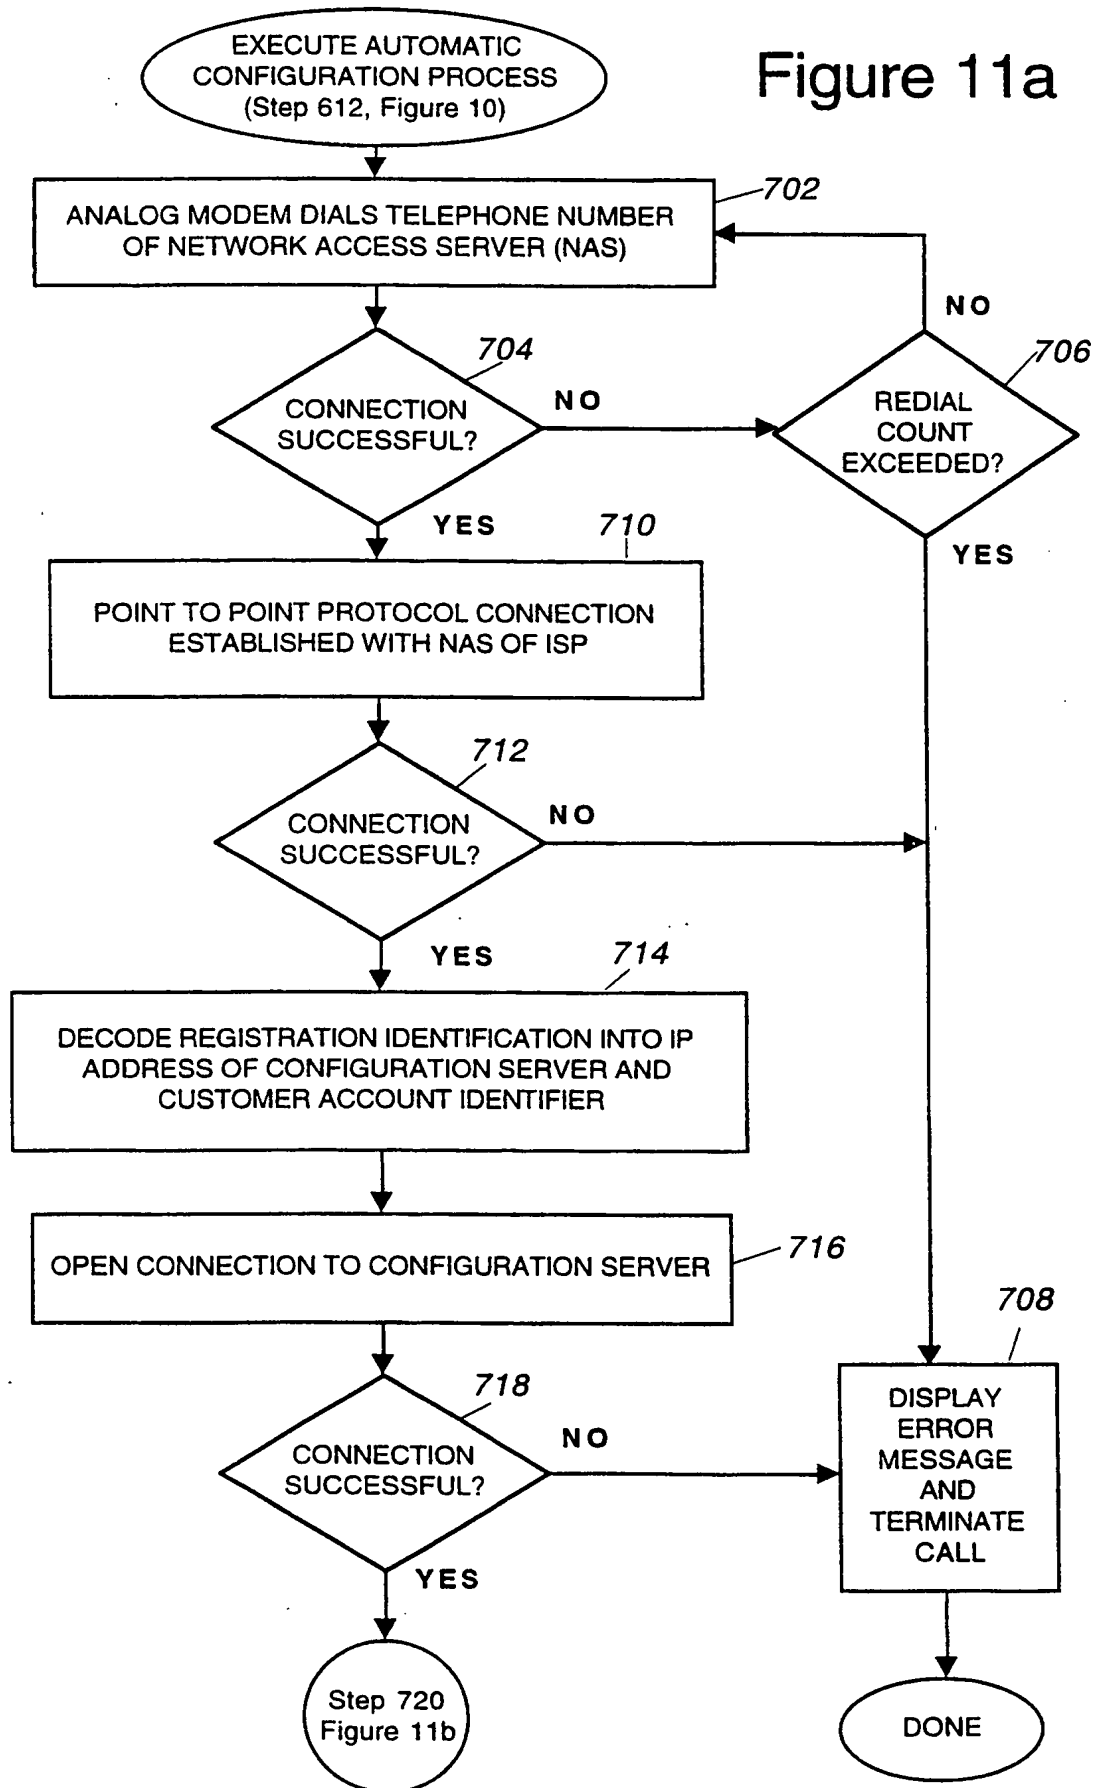 Figure 11a
EXECUTE AUTOMATIC
CONFIGURATION PROCESS
(Step 612, Figure 10)
702
ANALOG MODEM DIALS TELEPHONE NUMBER
OF NETWORK ACCESS SERVER (NAS)
NO
704
706
CONNECTION
SUCCESSFUL?
NO
REDIAL
COUNT
EXCEEDED?
YES
710
YES
POINT TO POINT PROTOCOL CONNECTION
ESTABLISHED WITH NAS OF ISP
712
CONNECTION
SUCCESSFUL?
NO
YES
714
DECODE REGISTRATION IDENTIFICATION INTO IP
ADDRESS OF CONFIGURATION SERVER AND
CUSTOMER ACCOUNT IDENTIFIER
OPEN CONNECTION TO CONFIGURATION SERVER
716
708
718
CONNECTION
SUCCESSFUL?
NO
DISPLAY
ERROR
MESSAGE
AND
TERMINATE
CALL
YES
Step 720
Figure 11b
DONE